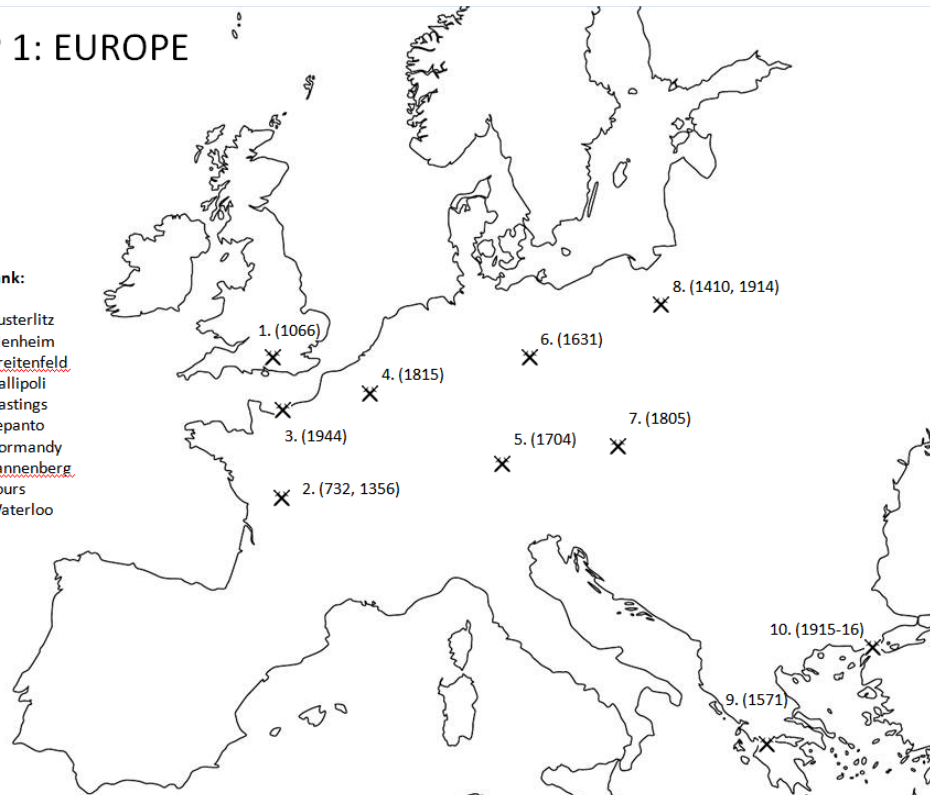 1: EUROPE
nk:
usterlitz
enheim
reitenfeld
allipoli
astings
epanto
ormandy
annenberg
ours
Vaterloo
1. (1066)
2. (732, 1356)
3. (1944)
4. (1815)
5. (1704)
6. (1631)
7. (1805)
8. (1410, 1914)
9. (1571)
10. (1915-16)